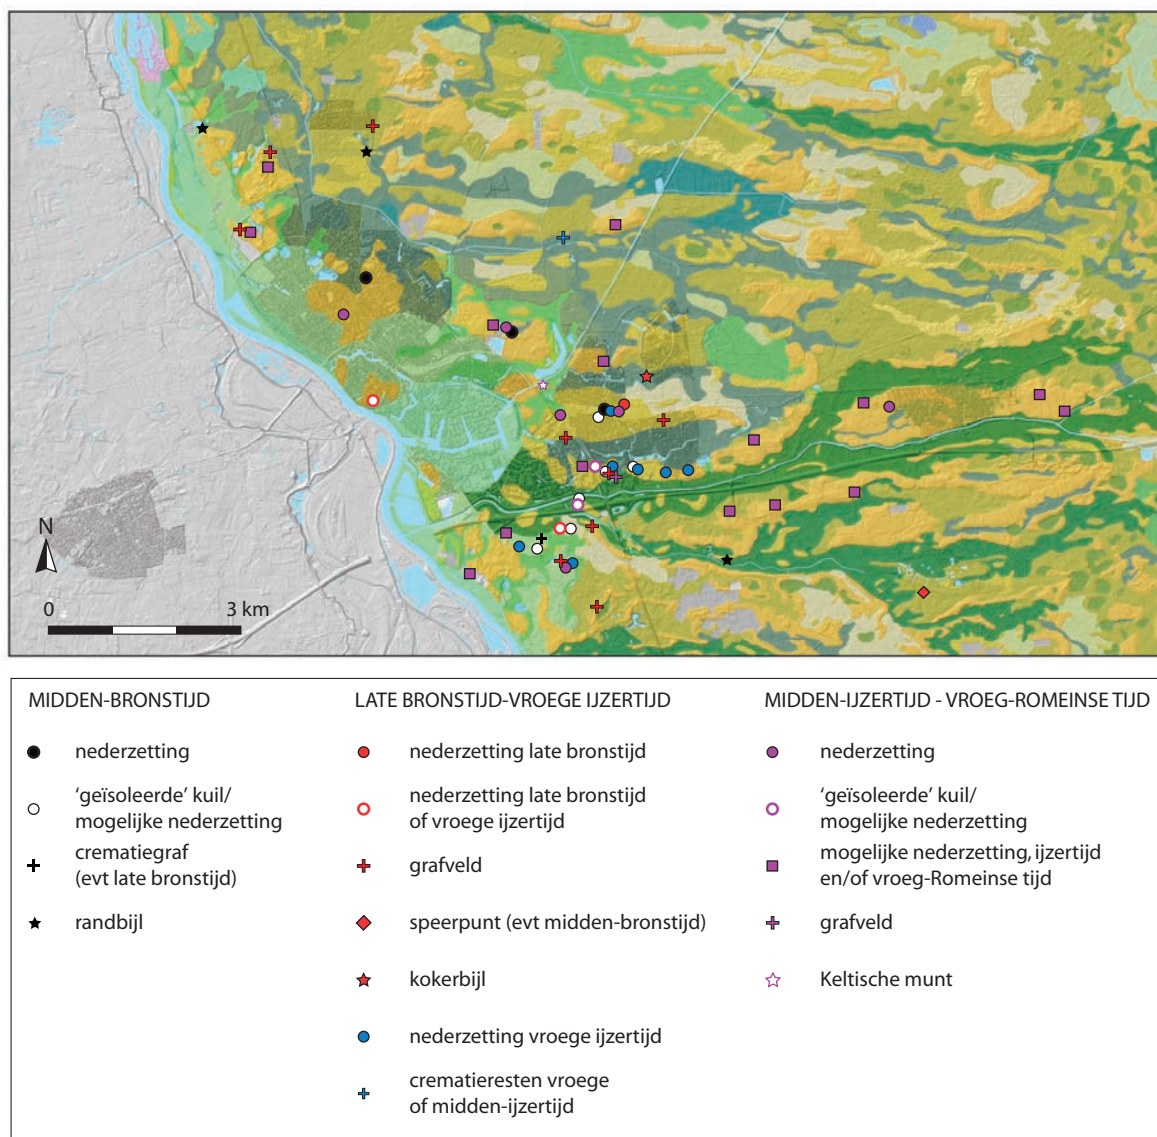 N
0 3 km
MIDDEN-BRONSTIJD
nederzetting
‘geïsoleerde’ kuil/
mogelijke nederzetting
crematiegraf
(evt late bronstijd)
randbijl
LATE BRONSTIJD-VROEGE IJZERTIJD
nederzetting late bronstijd
nederzetting late bronstijd
of vroege ijzertijd
grafveld
speerpunt (evt midden-bronstijd)
kokerbijl
nederzetting vroege ijzertijd
crematieresten vroege
of midden-ijzertijd
MIDDEN-IJZERTIJD - VROEG-ROMEINSE TIJD
nederzetting
‘geïsoleerde’ kuil/
mogelijke nederzetting
mogelijke nederzetting, ijzertijd
en/of vroeg-Romeinse tijd
grafveld
Keltische munt